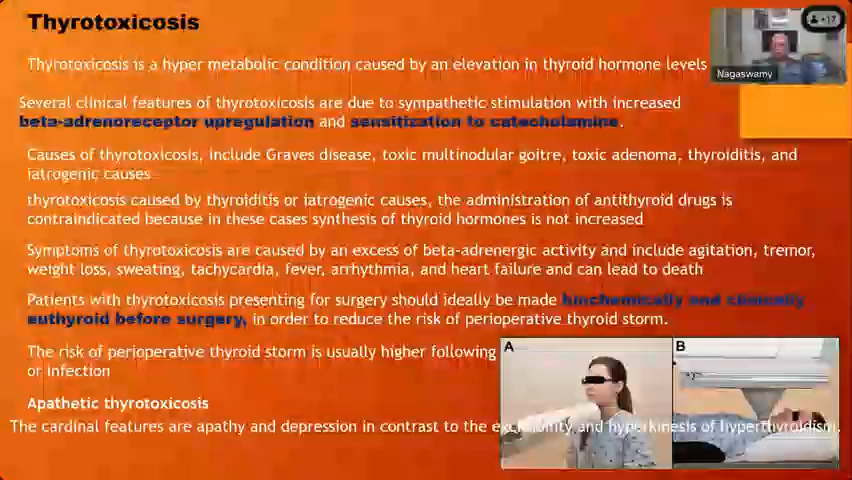 Thyrotoxicosis
+17
Nagaswamy
Thyrotoxicosis is a hyper metabolic condition caused by an elevation in thyroid hormone levels
Several clinical features of thyrotoxicosis are due to sympathetic stimulation with increased
beta-adrenoreceptor upregulation and sensitization to catecholamine.
Causes of thyrotoxicosis, include Graves disease, toxic multinodular goitre, toxic adenoma, thyroiditis, and
iatrogenic causes
thyrotoxicosis caused by thyroiditis or iatrogenic causes, the administration of antithyroid drugs is
contraindicated because in these cases synthesis of thyroid hormones is not increased
Symptoms of thyrotoxicosis are caused by an excess of beta-adrenergic activity and include agitation, tremor,
weight loss, sweating, tachycardia, fever, arrhythmia, and heart failure and can lead to death
Patients with thyrotoxicosis presenting for surgery should ideally be made biochemically and clinically
euthyroid before surgery, in order to reduce the risk of perioperative thyroid storm.
The risk of perioperative thyroid storm is usually higher following
or infection
A
B
Apathetic thyrotoxicosis
The cardinal features are apathy and depression in contrast to the excitability and hyperkinesis of hyperthyroidism.